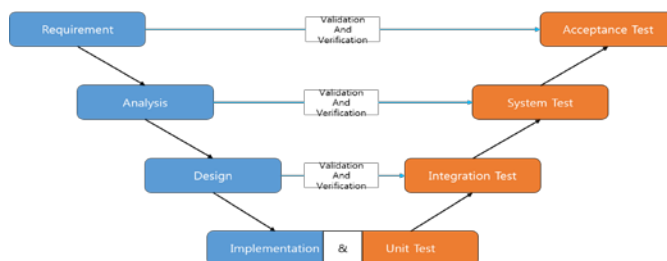 Requirement
Validation
And
Verification
Acceptance Test
Analysis
Validation
And
Verification
System Test
Design
Validation
And
Verification
Integration Test
Implementation
&
Unit Test